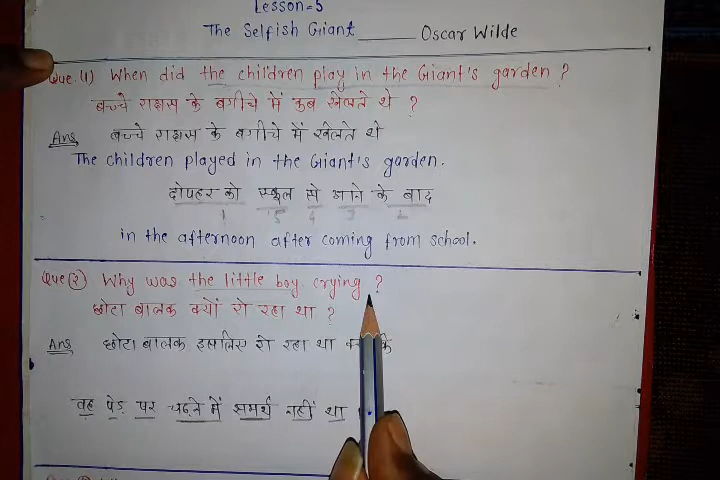 Lesson-5
The Selfish Giant ______ Oscar Wilde
Que.(1) When did the children play in the Giant's garden ?
बच्चे राक्षस के बगीचे में कब खेलते थे ?
Ans बच्चे राक्षस के बगीचे में खेलते थे
The children played in the Giant's garden.
दोपहर को स्कूल से आने के बाद
1 5 4 3 2
in the afternoon after coming from school.
Que(2) Why was the little boy crying ?
छोटा बालक क्यों रो रहा था ?
Ans छोटा बालक इसलिए रो रहा था
वह पेड पर चढने में समर्थ नहीं था